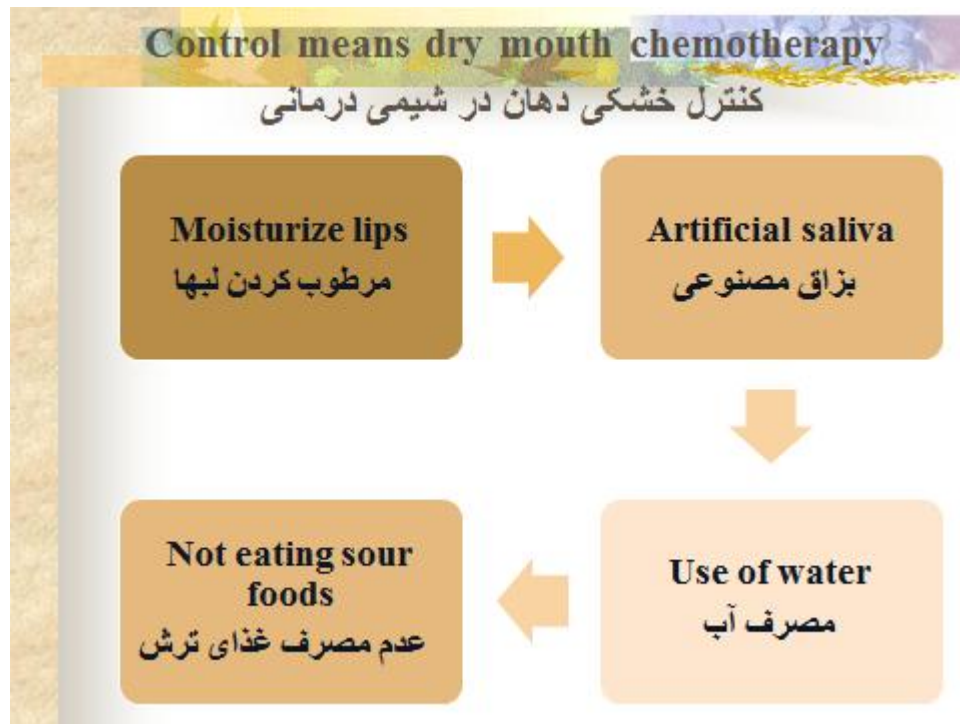 Control means dry mouth chemotherapy
کنترل خشکی دهان در شیمی درمانی
Moisturize lips
مرطوب کردن لبها
Artificial saliva
بزاق مصنوعی
Use of water
مصرف آب
Not eating sour
foods
عدم مصرف غذای ترش